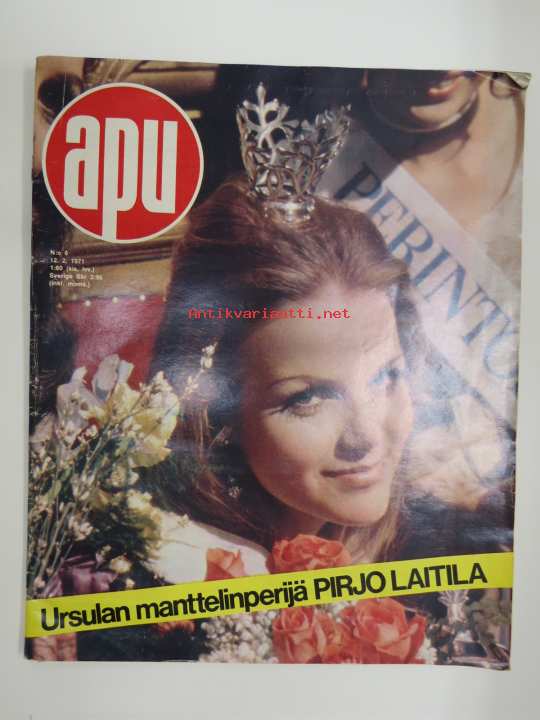 apu
N:o 6
12. 2. 1971
1:60 (sis. lvv.)
Sverige Skr 2:95
(inkl. moms.)
PERINTÖ
Antikvariaatti.net
Ursulan manttelinperijä PIRJO LAITILA